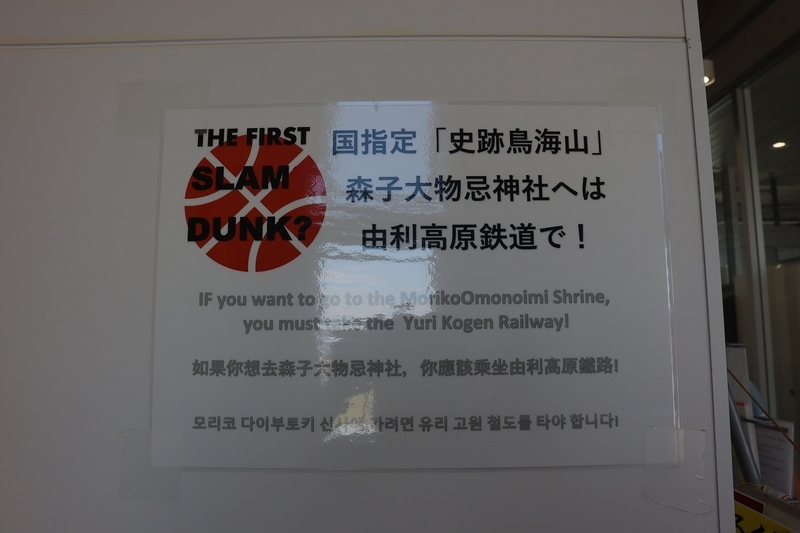 THE FIRST
SLAM
DUNK?
国指定「史跡鳥海山」
森子大物忌神社へは
由利高原鉄道で！
IF you want to go to the MorikoOmonoimi Shrine,
you must take the Yuri Kogen Railway!
如果你想去森子大物忌神社，你應該乘坐由利高原鐵路!
모리코 다이부토키 신사에 가려면 유리 고원 철도를 타야 합니다!